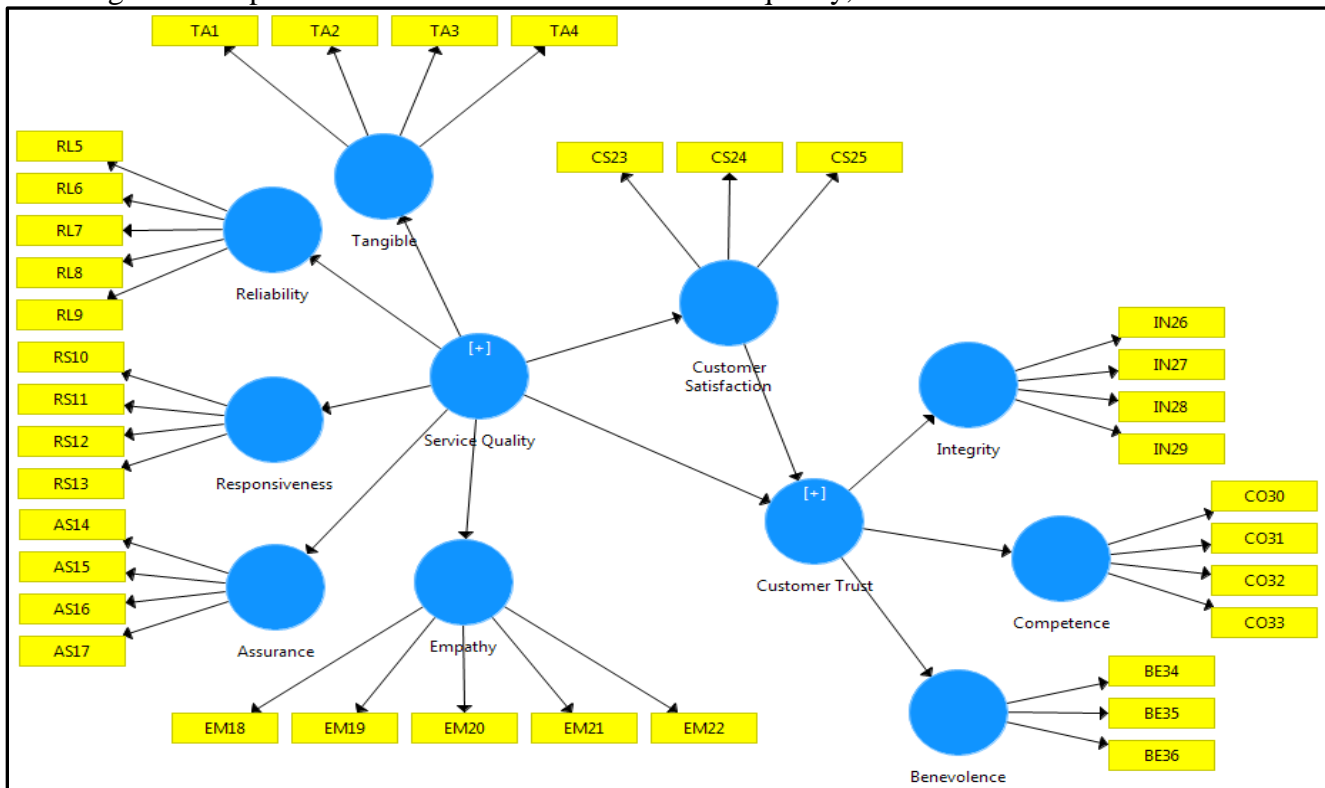 TA1
TA2
TA3
TA4
RL5
RL6
RL7
RL8
RL9
Tangible
Reliability
CS23
CS24
CS25
Customer
Satisfaction
RS10
RS11
RS12
RS13
Responsiveness
[+]
Service Quality
IN26
IN27
IN28
IN29
Integrity
AS14
AS15
AS16
AS17
Assurance
Empathy
EM18
EM19
EM20
EM21
EM22
[+]
Customer Trust
CO30
CO31
CO32
CO33
Competence
BE34
BE35
BE36
Benevolence